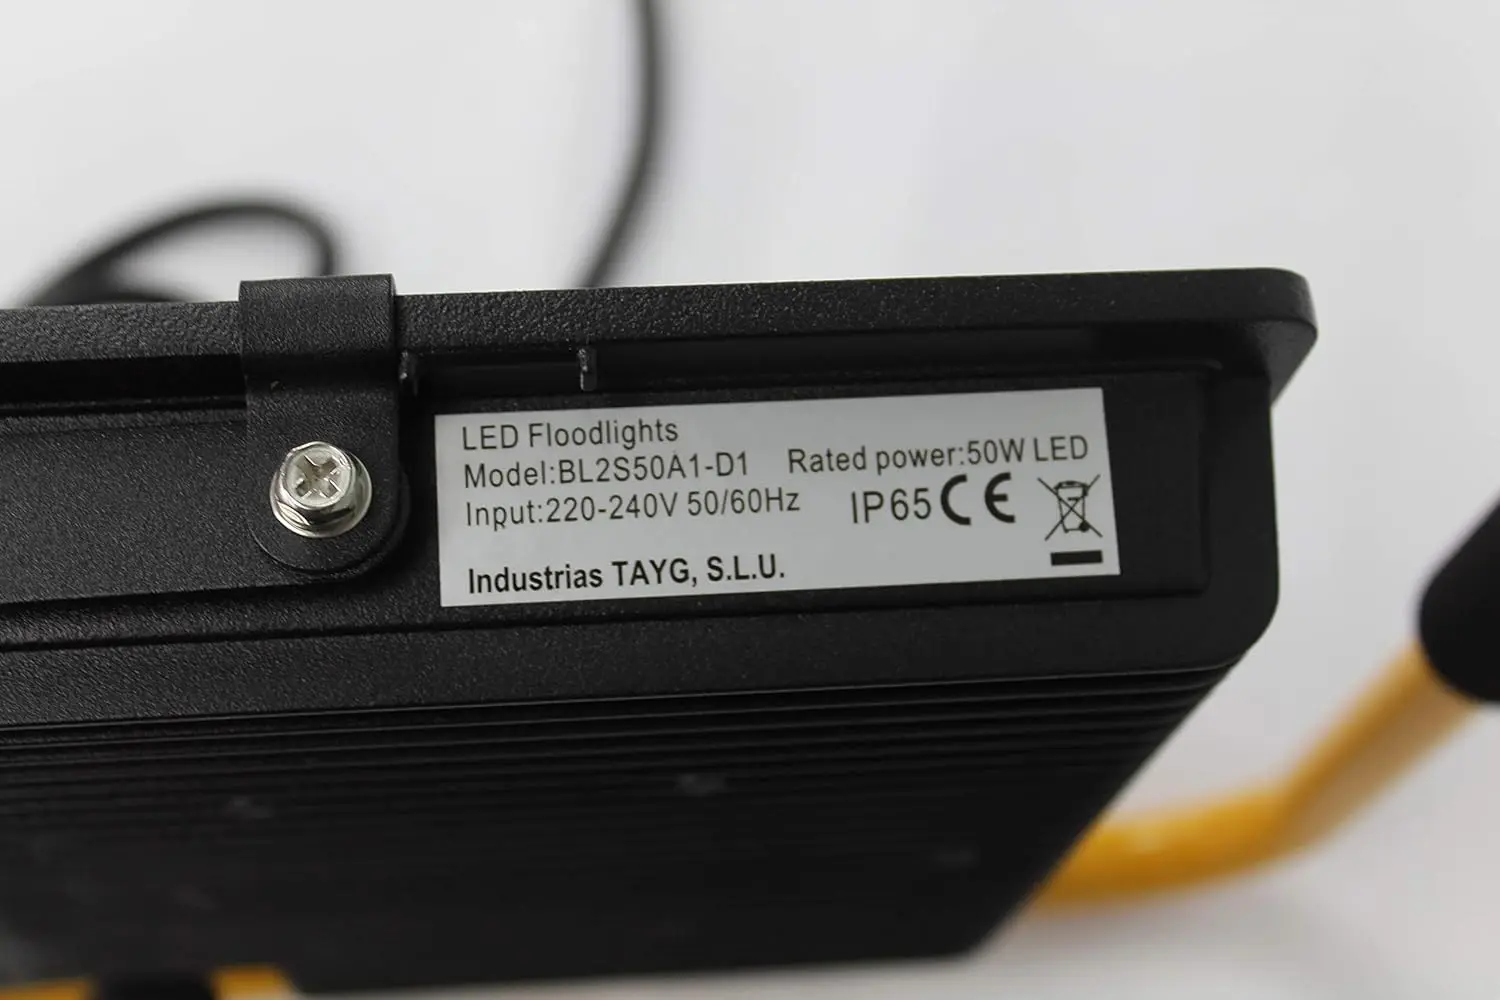 LED Floodlights
Model:BL2S50A1-D1 Rated power:50W LED
Input:220-240V 50/60Hz IP65 CE
Industrias TAYG, S.L.U.